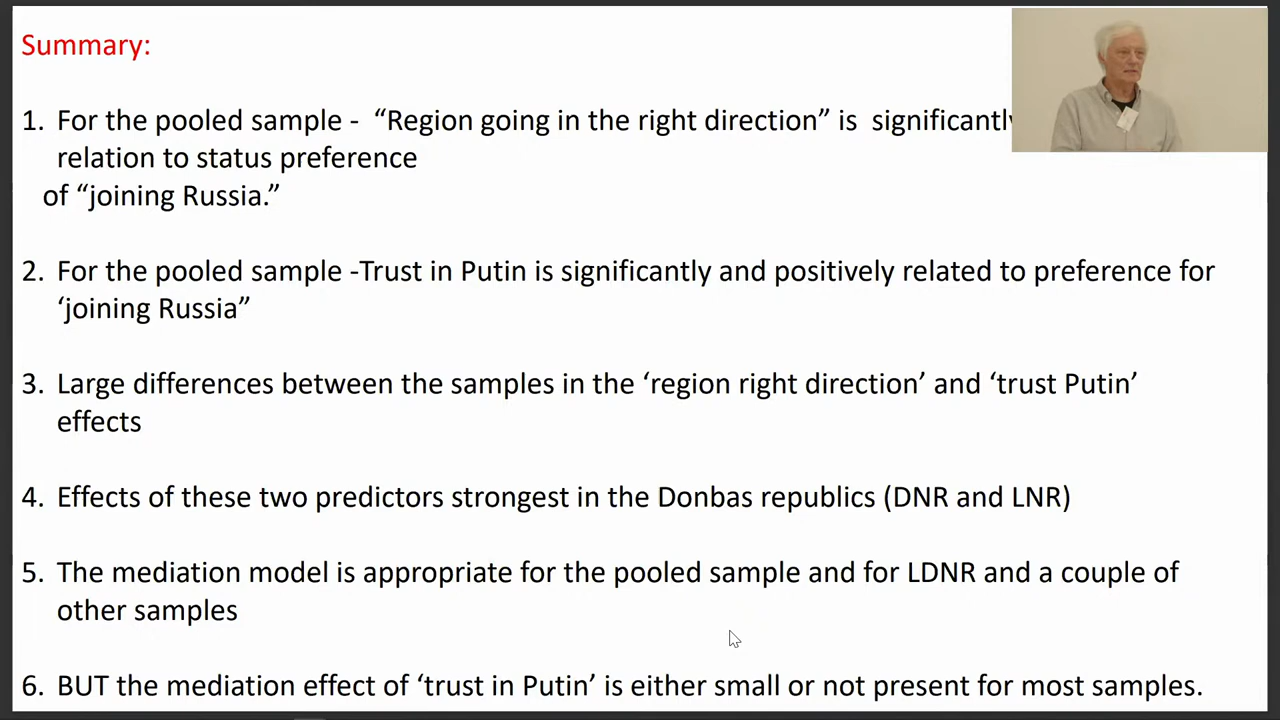 Summary:
1. For the pooled sample - “Region going in the right direction” is significantly
relation to status preference
of “joining Russia.”
2. For the pooled sample -Trust in Putin is significantly and positively related to preference for
‘joining Russia”
3. Large differences between the samples in the ‘region right direction’ and ‘trust Putin’
effects
4. Effects of these two predictors strongest in the Donbas republics (DNR and LNR)
5. The mediation model is appropriate for the pooled sample and for LDNR and a couple of
other samples
6. BUT the mediation effect of ‘trust in Putin’ is either small or not present for most samples.